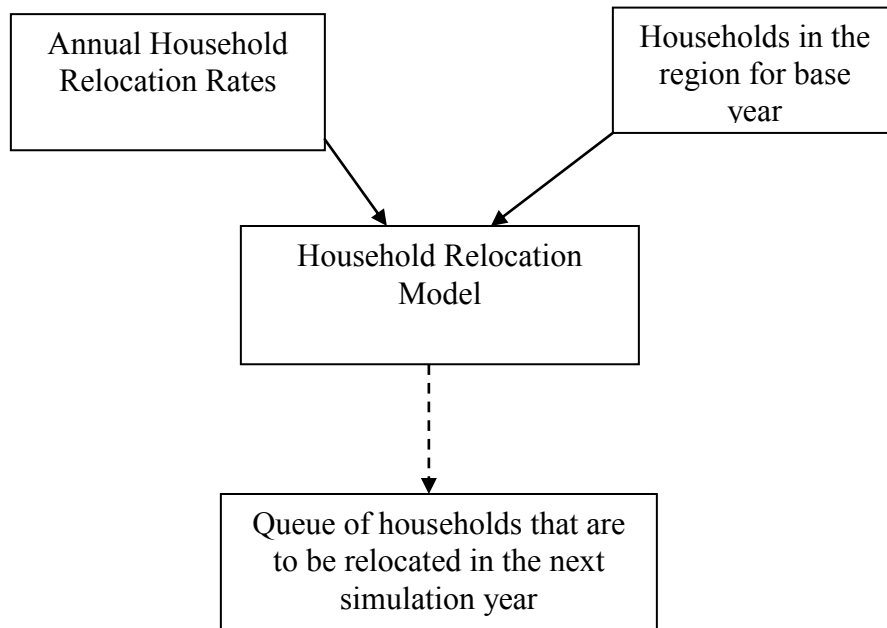 Annual Household
Relocation Rates
Households in the
region for base
year
Household Relocation
Model
Queue of households that are
to be relocated in the next
simulation year